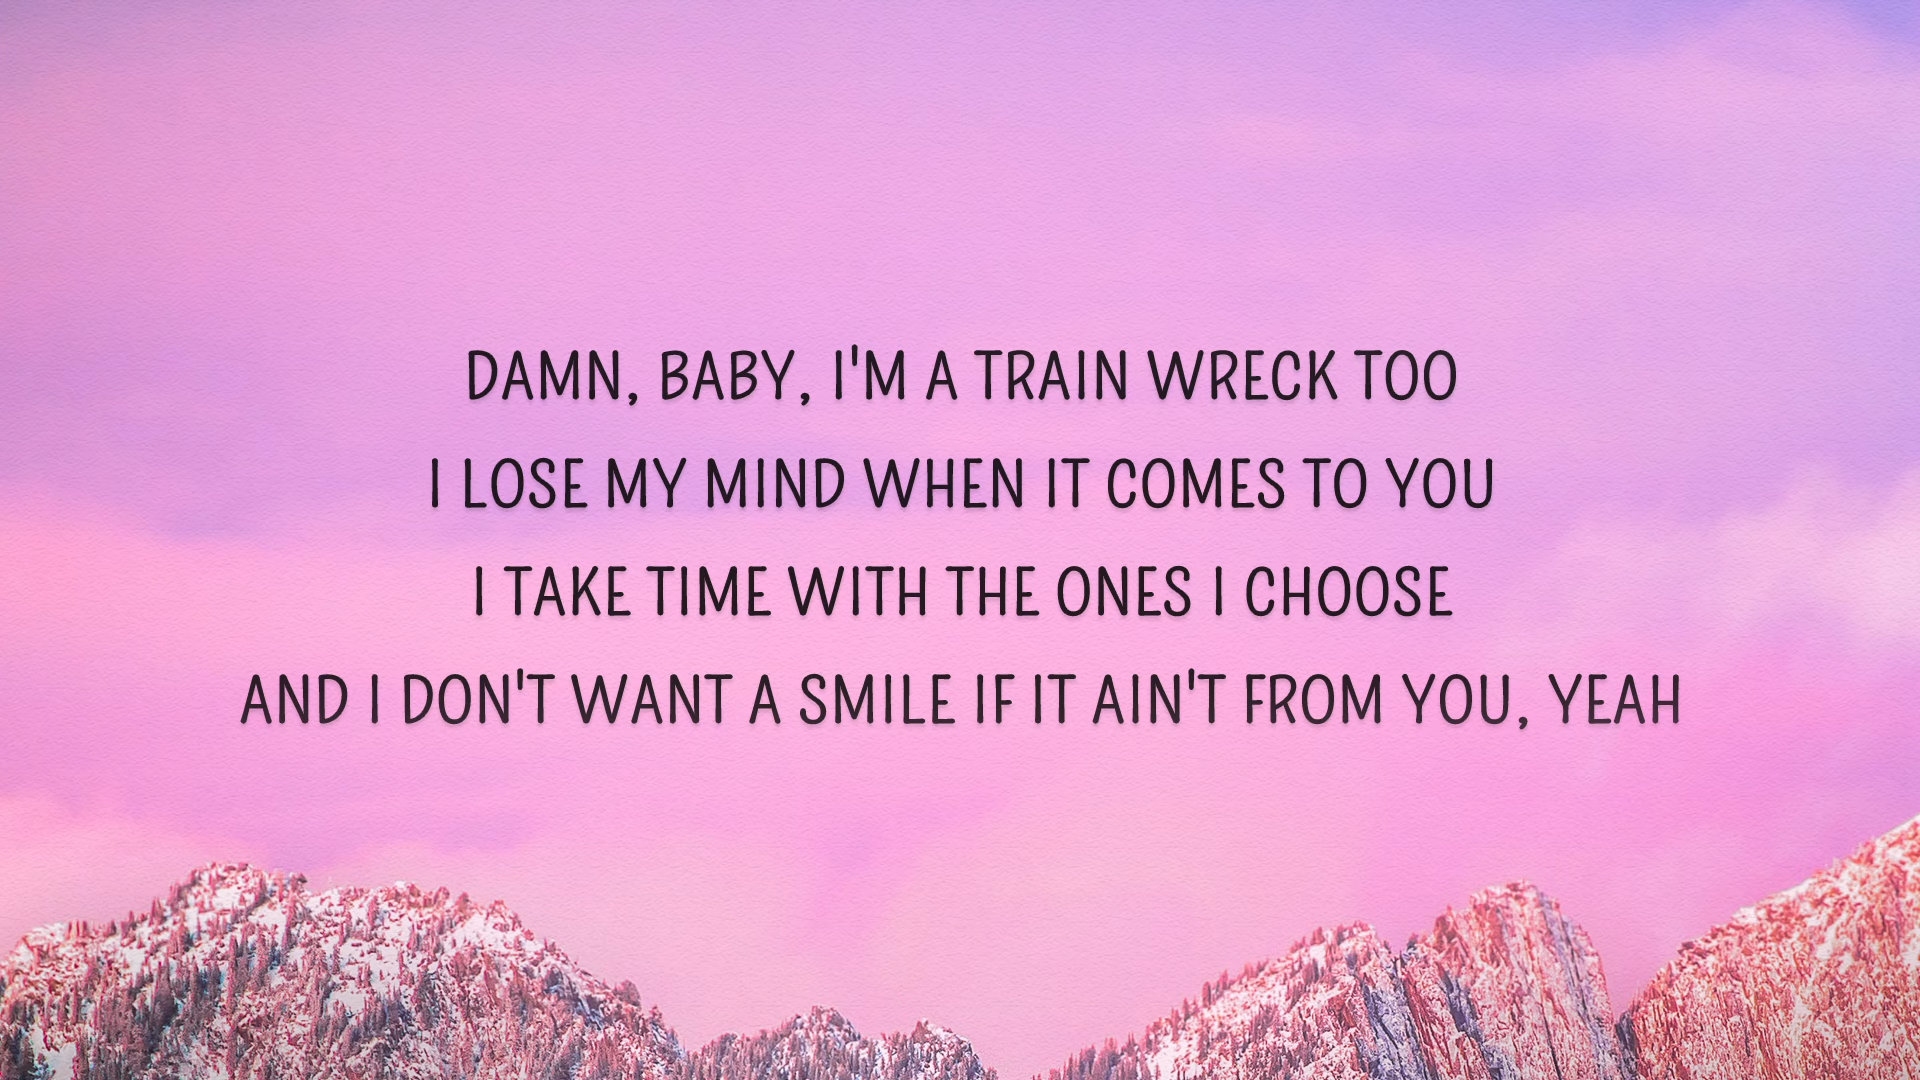 DAMN, BABY, I'M A TRAIN WRECK TOO
I LOSE MY MIND WHEN IT COMES TO YOU
I TAKE TIME WITH THE ONES I CHOOSE
AND I DON'T WANT A SMILE IF IT AIN'T FROM YOU, YEAH